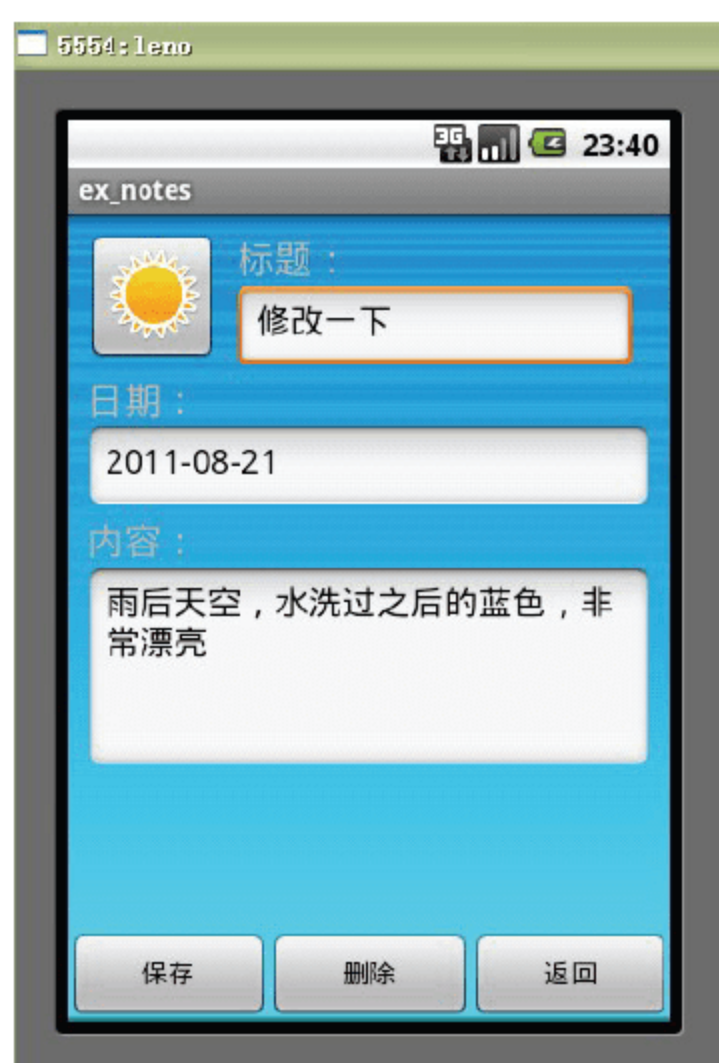 5554:leno
3G 23:40
ex_notes
标题：
修改一下
日期：
2011-08-21
内容：
雨后天空，水洗过之后的蓝色，非
常漂亮
保存 删除 返回